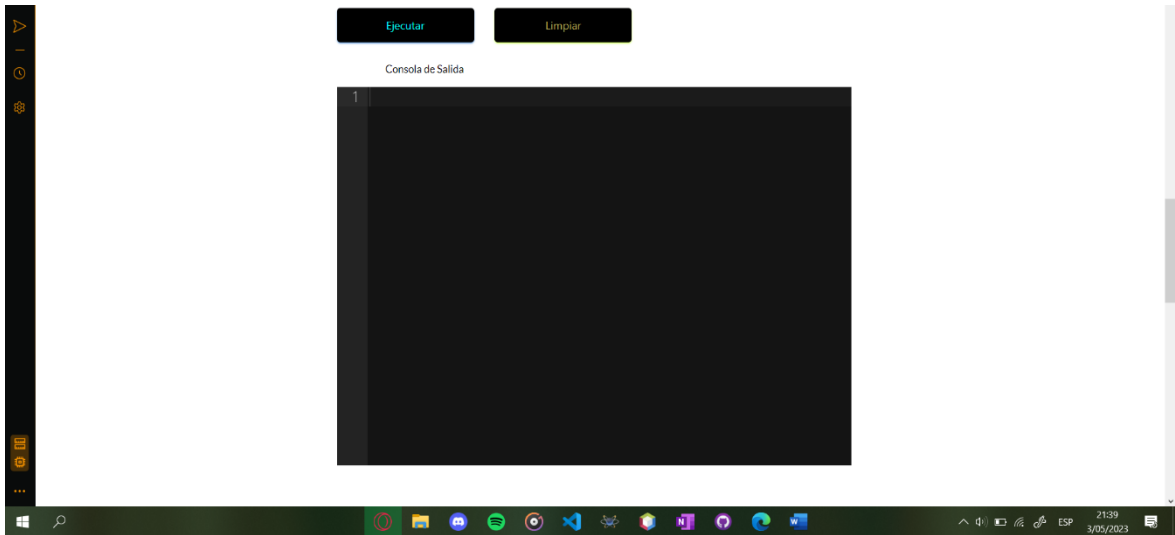 Ejecutar
Limpiar
Consola de Salida
1
ESP
21:39
3/05/2023